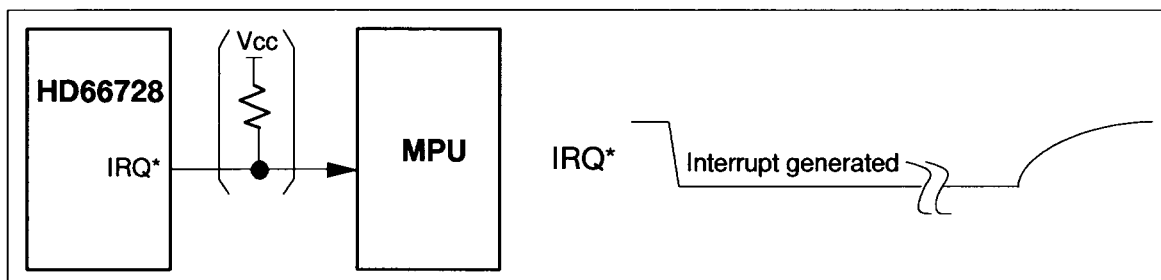 Vcc
HD66728
IRQ*
MPU
IRQ*
Interrupt generated